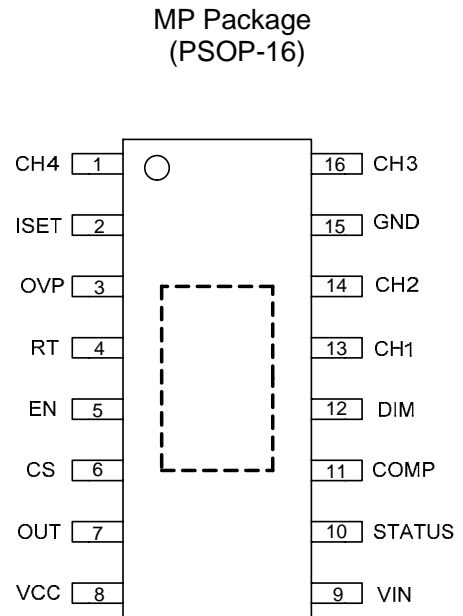 MP Package
(PSOP-16)
CH4 1 16 CH3
ISET 2 15 GND
OVP 3 14 CH2
RT 4 13 CH1
EN 5 12 DIM
CS 6 11 COMP
OUT 7 10 STATUS
VCC 8 9 VIN